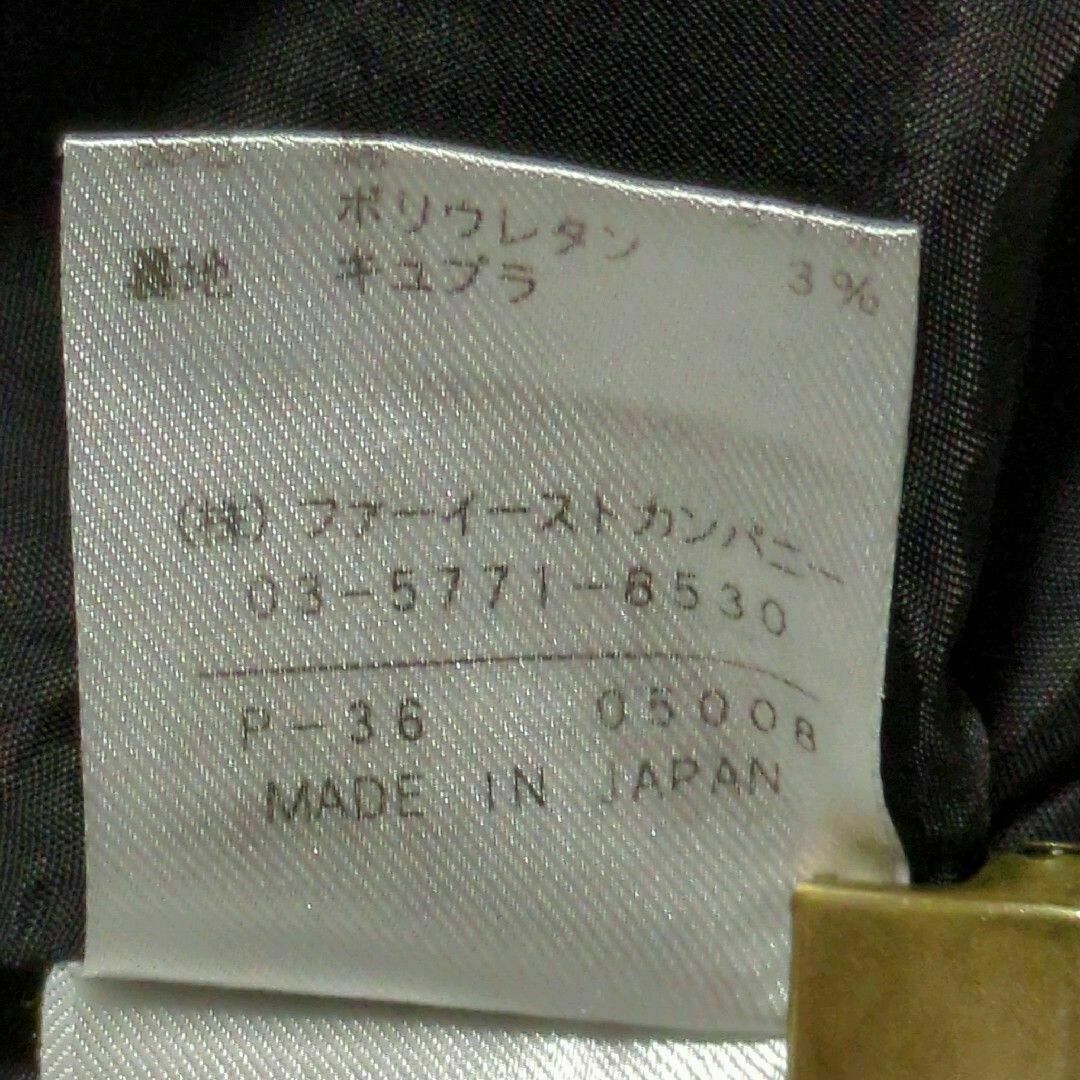 ポリウレタン 3%
裏地 キュプラ
(株)ファーイーストカンパニー
03-5771-6530
P-36 05008
MADE IN JAPAN